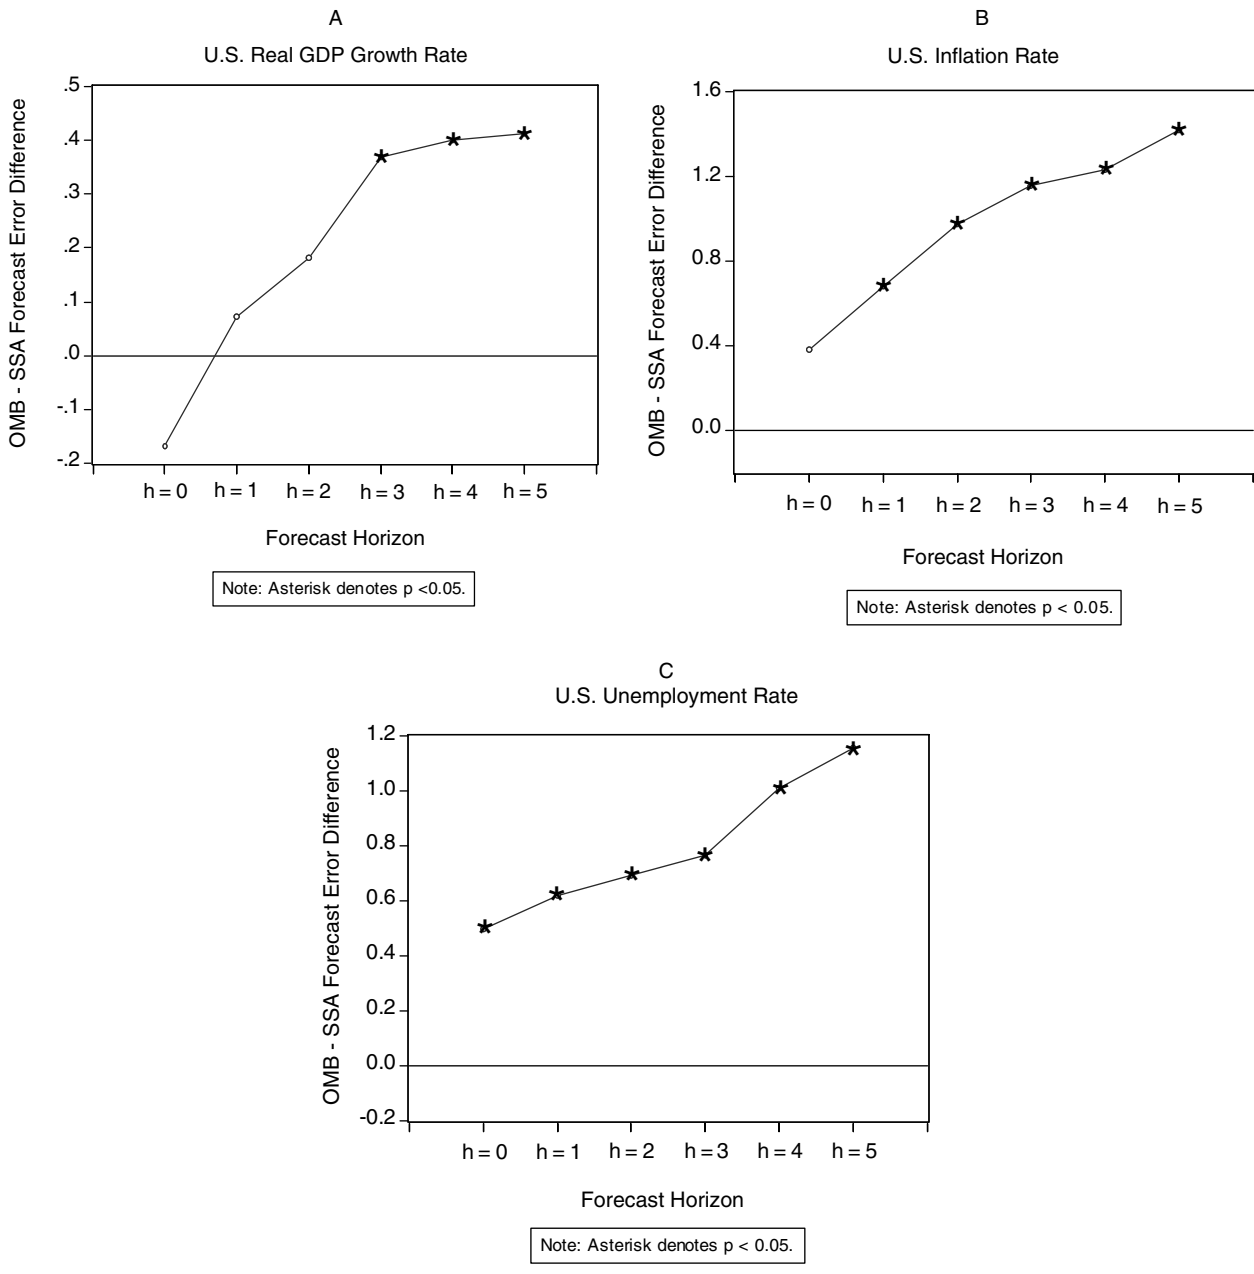 A
U.S. Real GDP Growth Rate
OMB - SSA Forecast Error Difference
.5
.4
.3
.2
.1
.0
-.1
-.2
h = 0 h = 1 h = 2 h = 3 h = 4 h = 5
Forecast Horizon
Note: Asterisk denotes p <0.05.
B
U.S. Inflation Rate
OMB - SSA Forecast Error Difference
1.6
1.2
0.8
0.4
0.0
h = 0 h = 1 h = 2 h = 3 h = 4 h = 5
Forecast Horizon
Note: Asterisk denotes p < 0.05.
C
U.S. Unemployment Rate
OMB - SSA Forecast Error Difference
1.2
1.0
0.8
0.6
0.4
0.2
0.0
-0.2
h = 0 h = 1 h = 2 h = 3 h = 4 h = 5
Forecast Horizon
Note: Asterisk denotes p < 0.05.